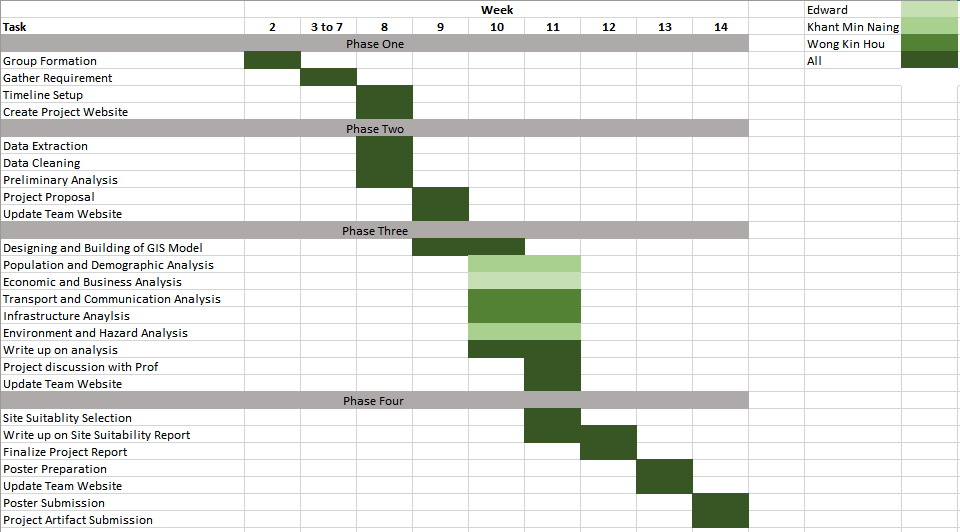 Week
Edward
Task 2 3 to 7 8 9 10 11 12 13 14
Khant Min Naing
Phase One
Wong Kin Hou
Group Formation
All
Gather Requirement
Timeline Setup
Create Project Website
Phase Two
Data Extraction
Data Cleaning
Preliminary Analysis
Project Proposal
Update Team Website
Phase Three
Designing and Building of GIS Model
Population and Demographic Analysis
Economic and Business Analysis
Transport and Communication Analysis
Infrastructure Anaylsis
Environment and Hazard Analysis
Write up on analysis
Project discussion with Prof
Update Team Website
Phase Four
Site Suitablity Selection
Write up on Site Suitability Report
Finalize Project Report
Poster Preparation
Update Team Website
Poster Submission
Project Artifact Submission